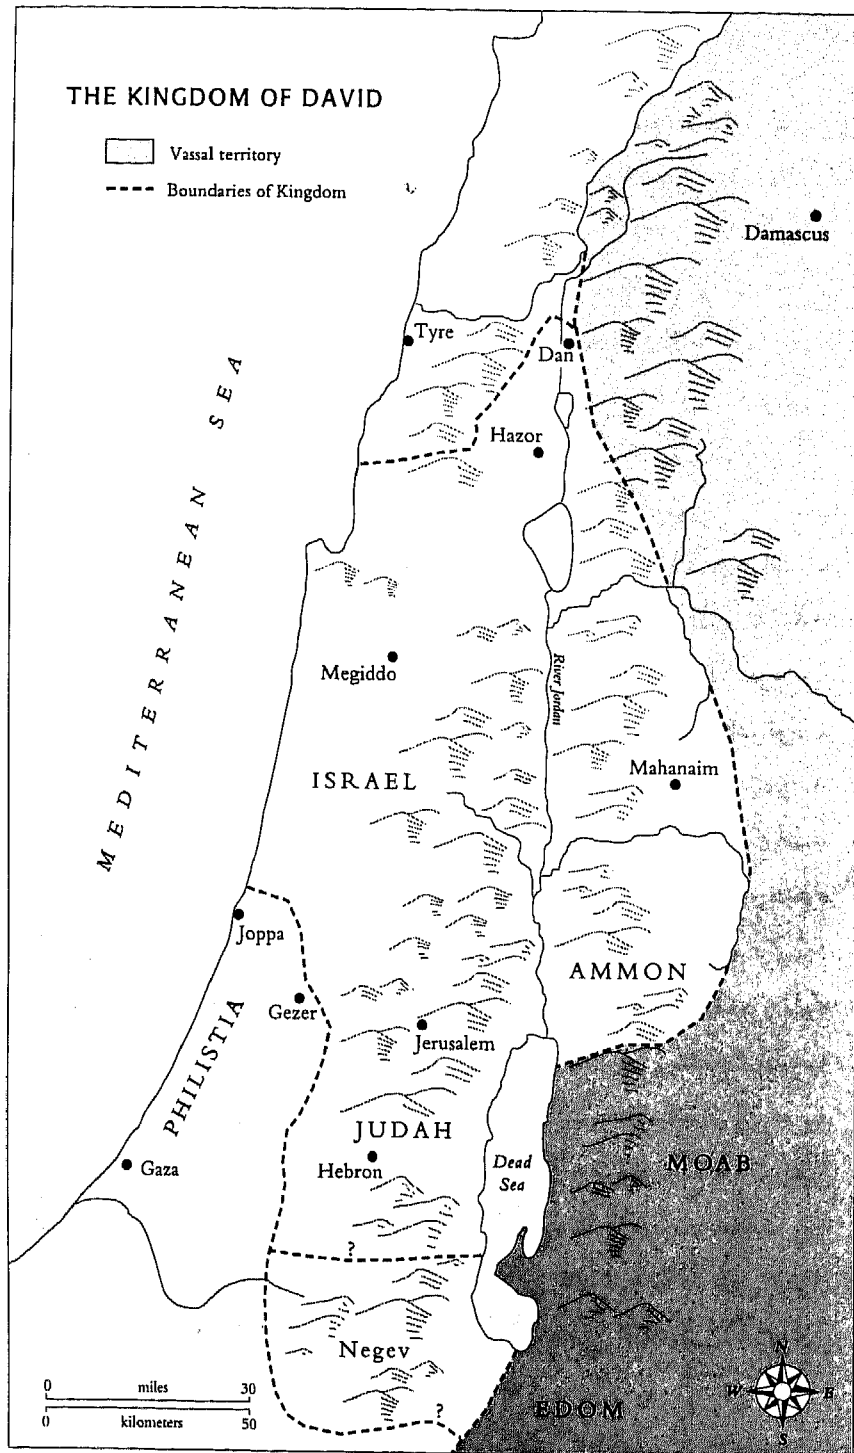 THE KINGDOM OF DAVID
Vassal territory
Boundaries of Kingdom
Damascus
Tyre
Dan
Hazor
MEDITERRANEAN SEA
Megiddo
River Jordan
ISRAEL
Mahanaim
Joppa
AMMON
Gezer
Jerusalem
PHILISTIA
JUDAH
MOAB
Gaza
Hebron
Dead
Sea
?
Negev
N
0 miles 30
W E
0 kilometers 50
?
EDOM
S